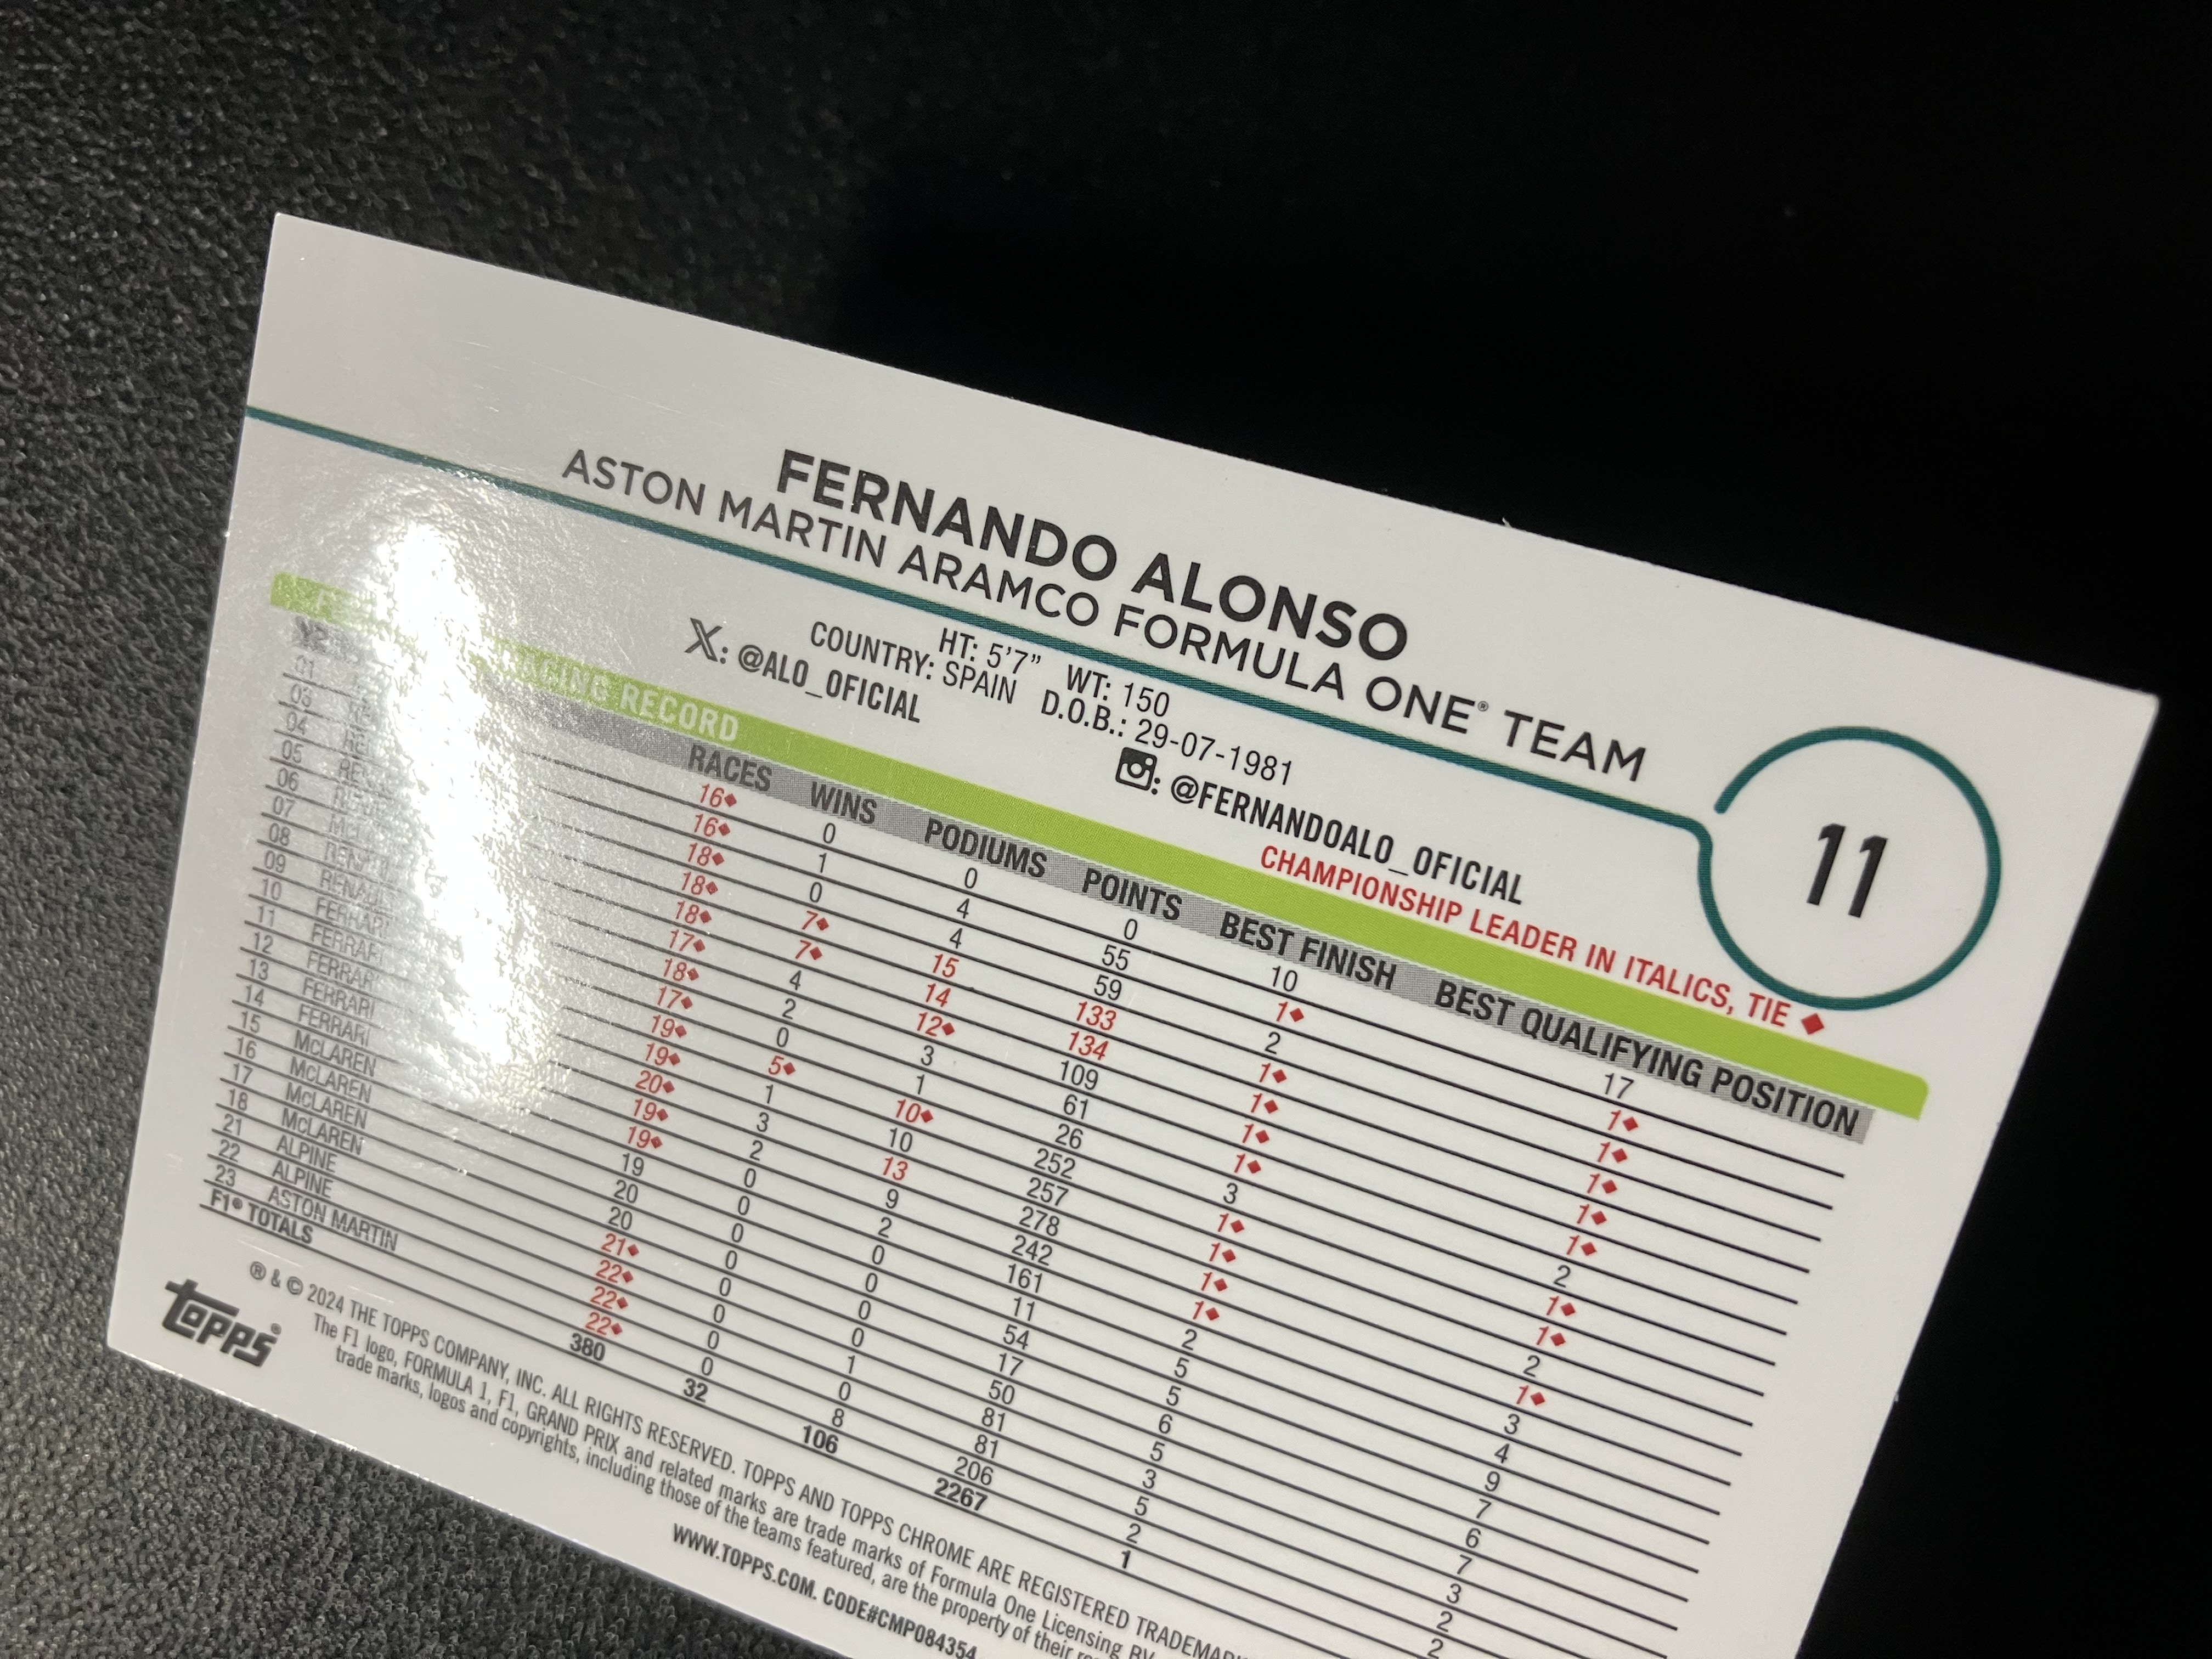 FERNANDO ALONSO
ASTON MARTIN ARAMCO FORMULA ONE® TEAM
11
HT: 5'7" WT: 150
COUNTRY: SPAIN D.O.B.: 29-07-1981
X: @ALO_OFICIAL : @FERNANDOALO_OFICIAL
CHAMPIONSHIP LEADER IN ITALICS, TIE ♦
RACING RECORD
RACES WINS PODIUMS POINTS BEST FINISH BEST QUALIFYING POSITION
01 16♦ 0 0 0 10 17
03 16♦ 1 4 55 1♦ 1♦
04 18♦ 0 4 59 2 1♦
05 18♦ 7♦ 15 133 1♦ 1♦
06 18♦ 7♦ 14 134 1♦ 1♦
07 17♦ 4 12♦ 109 1♦ 1♦
08 18♦ 2 3 61 1♦ 2
09 17♦ 0 1 26 3 1♦
10 FERRARI 19♦ 5♦ 10♦ 252 1♦ 1♦
11 FERRARI 19♦ 1 10 257 1♦ 2
12 FERRARI 20♦ 3 13 278 1♦ 1♦
13 FERRARI 19♦ 2 9 242 1♦ 3
14 FERRARI 19♦ 0 2 161 2 4
15 McLAREN 19 0 0 11 5 9
16 McLAREN 20 0 0 54 5 7
17 McLAREN 20 0 0 17 6 6
18 McLAREN 21♦ 0 0 50 5 7
21 ALPINE 22♦ 0 1 81 3 3
22 ALPINE 22♦ 0 0 81 5 2
23 ASTON MARTIN 22♦ 0 8 206 2 2
F1® TOTALS 380 32 106 2267 1
topps®
® & © 2024 THE TOPPS COMPANY, INC. ALL RIGHTS RESERVED. TOPPS AND TOPPS CHROME ARE REGISTERED
The F1 logo, FORMULA 1, F1, GRAND PRIX and related marks are trade marks of Formula One Licensing BV
trade marks, logos and copyrights, including those of the teams featured, are the property of their
WWW.TOPPS.COM. CODE#CMP084354